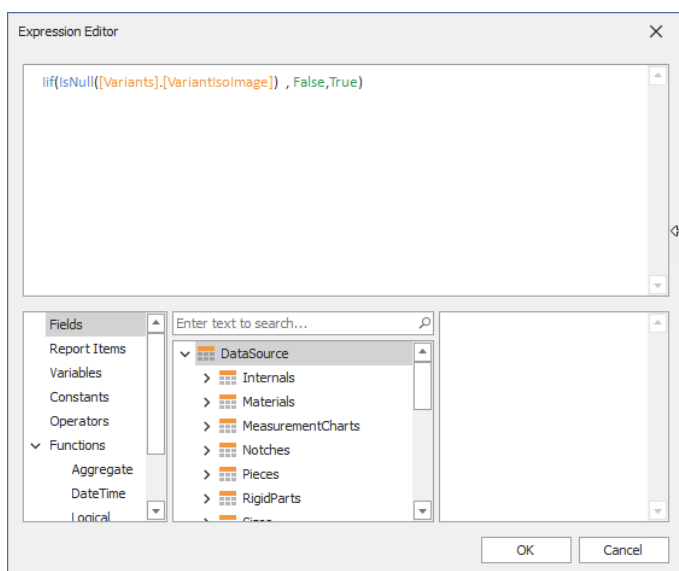 Expression Editor
Iif(IsNull([Variants].[VariantIsoImage]) , False,True)
Fields
Report Items
Variables
Constants
Operators
Functions
Aggregate
DateTime
Logical
Enter text to search...
DataSource
Internals
Materials
MeasurementCharts
Notches
Pieces
RigidParts
Sizes
OK
Cancel